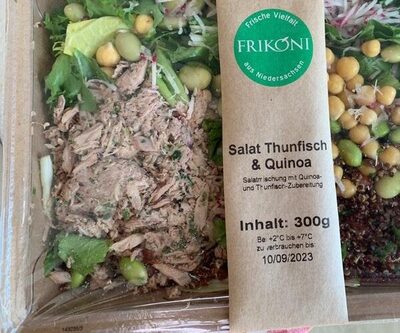 Frische Vielfalt
FRIKONI
aus Niedersachsen
Salat Thunfisch
& Quinoa
Salatmischung mit Quinoa-
und Thunfisch-Zubereitung
Inhalt: 300g
Bei +2°C bis +7°C
zu verbrauchen bis
10/09/2023